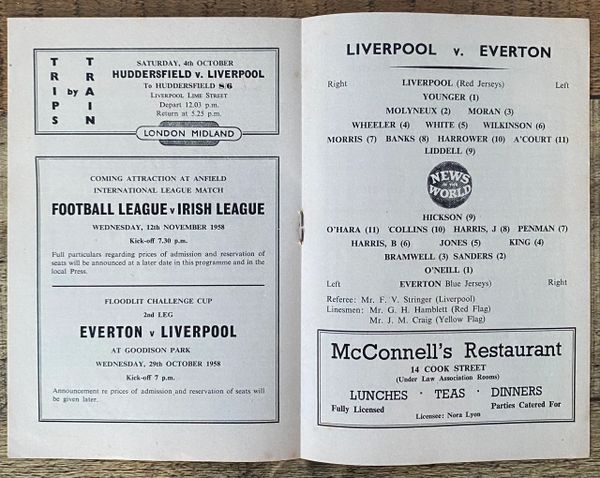 TRIPS
by
TRAIN
SATURDAY, 4th OCTOBER
HUDDERSFIELD v. LIVERPOOL
To HUDDERSFIELD 8/6
LIVERPOOL LIME STREET
Depart 12.03 p.m.
Return at 5.25 p.m.
LONDON MIDLAND
COMING ATTRACTION AT ANFIELD
INTERNATIONAL LEAGUE MATCH
FOOTBALL LEAGUE v IRISH LEAGUE
WEDNESDAY, 12th NOVEMBER 1958
Kick-off 7.30 p.m.
Full particulars regarding prices of admission and reservation of
seats will be announced at a later date in this programme and in the
local Press.
FLOODLIT CHALLENGE CUP
2nd LEG
EVERTON v LIVERPOOL
AT GOODISON PARK
WEDNESDAY, 29th OCTOBER 1958
Kick-off 7 p.m.
Announcement re prices of admission and reservation of seats will
be given later.
LIVERPOOL v. EVERTON
Right LIVERPOOL (Red Jerseys) Left
YOUNGER (1)
MOLYNEUX (2) MORAN (3)
WHEELER (4) WHITE (5) WILKINSON (6)
MORRIS (7) BANKS (8) HARROWER (10) A'COURT (11)
LIDDELL (9)
NEWS
OF THE
WORLD
HICKSON (9)
O'HARA (11) COLLINS (10) HARRIS, J (8) PENMAN (7)
HARRIS, B (6) JONES (5) KING (4)
BRAMWELL (3) SANDERS (2)
O'NEILL (1)
Left EVERTON Blue Jerseys) Right
Referee: Mr. F. V. Stringer (Liverpool)
Linesmen: Mr. G. H. Hamblett (Red Flag)
Mr. J. M. Craig (Yellow Flag)
McConnell's Restaurant
14 COOK STREET
(Under Law Association Rooms)
LUNCHES · TEAS · DINNERS
Fully Licensed Parties Catered For
Licensee: Nora Lyon